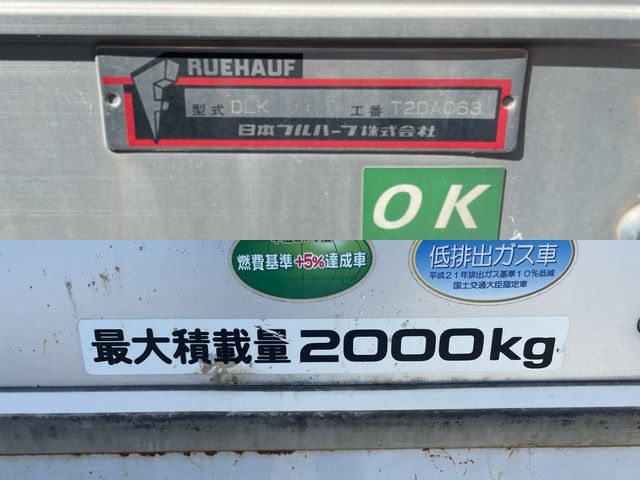 RUEHAUF
型式 DLK 工番 T2DA063
日本フルハーフ株式会社
OK
燃費基準+5%達成車
低排出ガス車
平成21年排出ガス基準10%低減
国土交通大臣認定車
最大積載量 2000kg